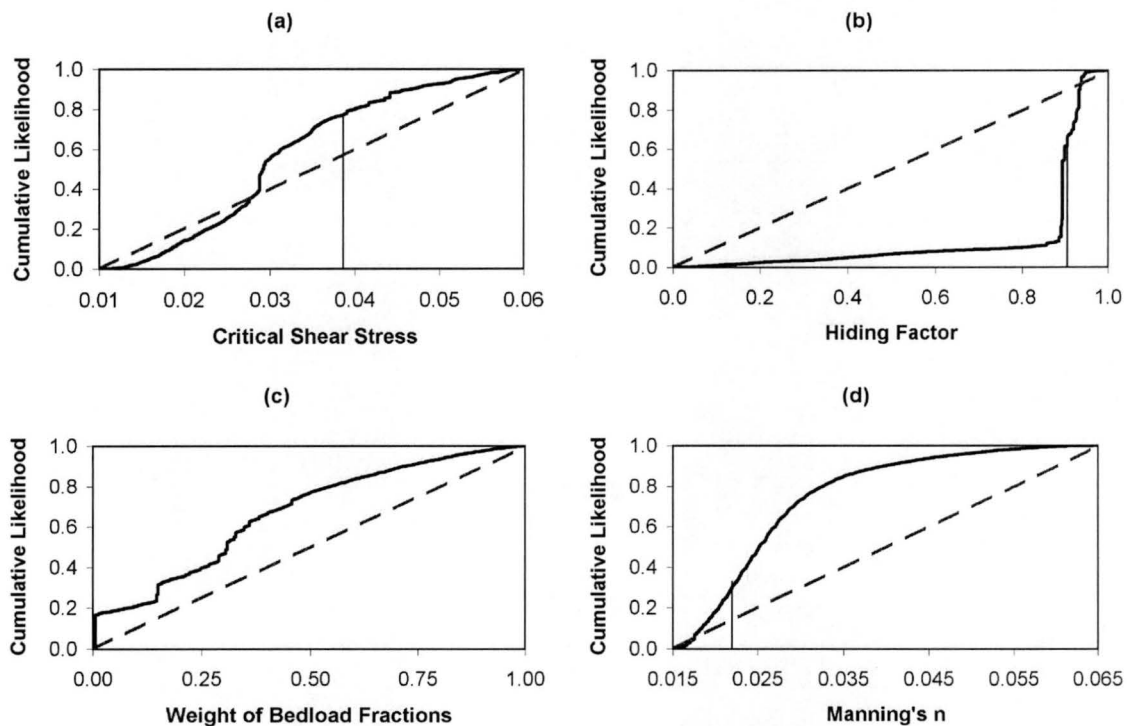 (a)
Cumulative Likelihood
1.0
0.8
0.6
0.4
0.2
0.0
0.01 0.02 0.03 0.04 0.05 0.06
Critical Shear Stress
(b)
Cumulative Likelihood
1.0
0.8
0.6
0.4
0.2
0.0
0.0 0.2 0.4 0.6 0.8 1.0
Hiding Factor
(c)
Cumulative Likelihood
1.0
0.8
0.6
0.4
0.2
0.0
0.00 0.25 0.50 0.75 1.00
Weight of Bedload Fractions
(d)
Cumulative Likelihood
1.0
0.8
0.6
0.4
0.2
0.0
0.015 0.025 0.035 0.045 0.055 0.065
Manning's n